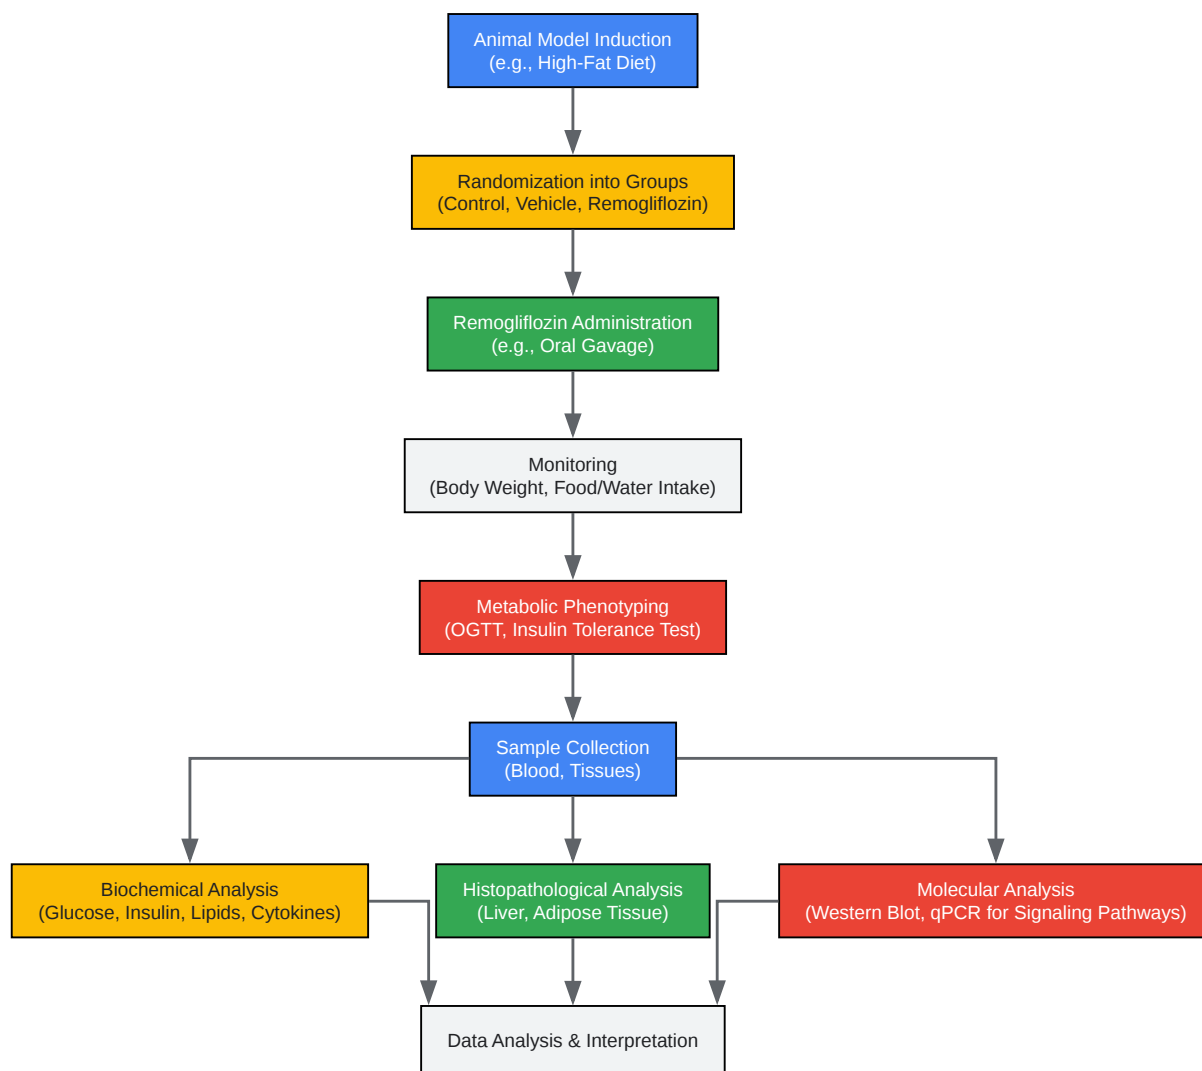 Animal Model Induction
(e.g., High-Fat Diet)
Randomization into Groups
(Control, Vehicle, Remogliflozin)
Remogliflozin Administration
(e.g., Oral Gavage)
Monitoring
(Body Weight, Food/Water Intake)
Metabolic Phenotyping
(OGTT, Insulin Tolerance Test)
Sample Collection
(Blood, Tissues)
Biochemical Analysis
(Glucose, Insulin, Lipids, Cytokines)
Histopathological Analysis
(Liver, Adipose Tissue)
Molecular Analysis
(Western Blot, qPCR for Signaling Pathways)
Data Analysis & Interpretation